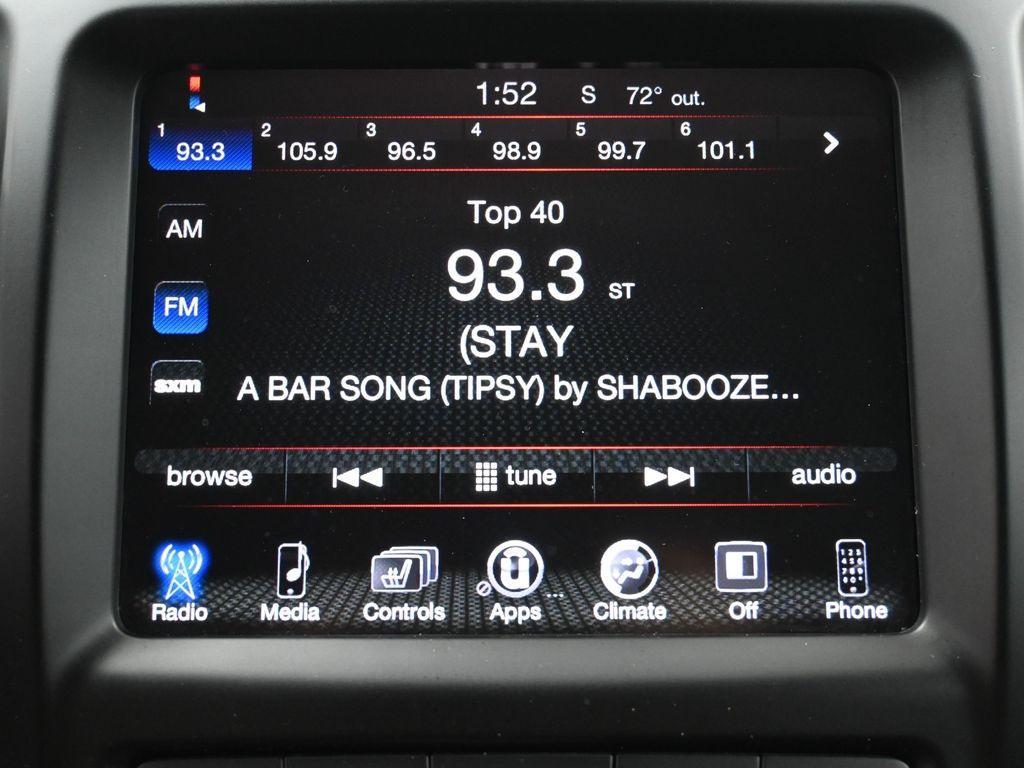 1:52 S 72° out.
1 93.3 2 105.9 3 96.5 4 98.9 5 99.7 6 101.1
AM
Top 40
FM
93.3 ST
(STAY
sxm
A BAR SONG (TIPSY) by SHABOOZE...
browse tune audio
Radio Media Controls Apps ... Climate Off Phone